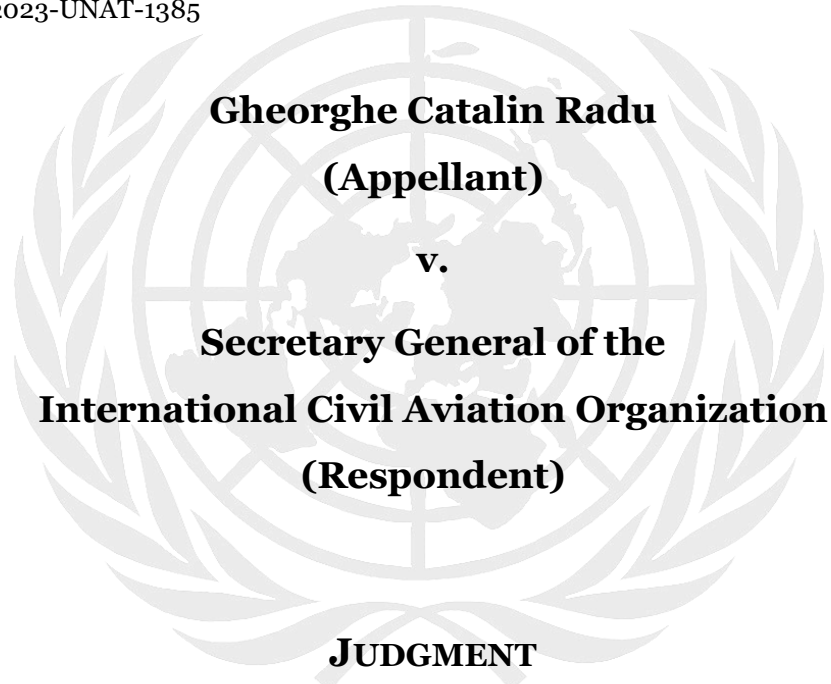 2023-UNAT-1385
Gheorghe Catalin Radu
(Appellant)
v.
Secretary General of the
International Civil Aviation Organization
(Respondent)
JUDGMENT